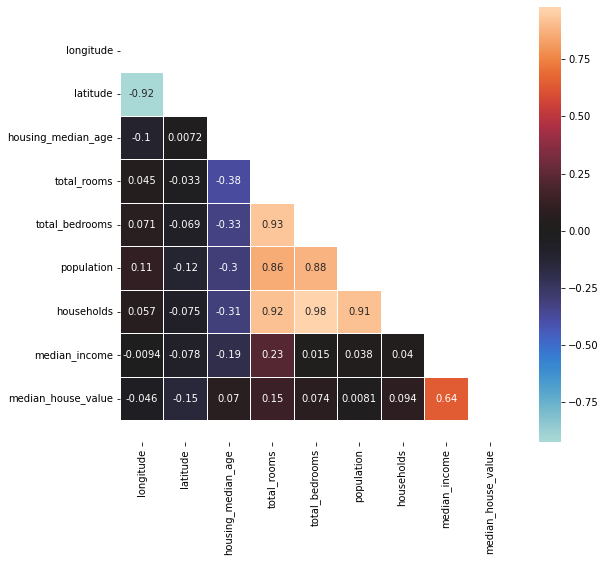 longitude
latitude -0.92
housing_median_age -0.1 0.0072
total_rooms 0.045 -0.033 -0.38
total_bedrooms 0.071 -0.069 -0.33 0.93
population 0.11 -0.12 -0.3 0.86 0.88
households 0.057 -0.075 -0.31 0.92 0.98 0.91
median_income -0.0094 -0.078 -0.19 0.23 0.015 0.038 0.04
median_house_value -0.046 -0.15 0.07 0.15 0.074 0.0081 0.094 0.64
longitude
latitude
housing_median_age
total_rooms
total_bedrooms
population
households
median_income
median_house_value
0.75
0.50
0.25
0.00
-0.25
-0.50
-0.75